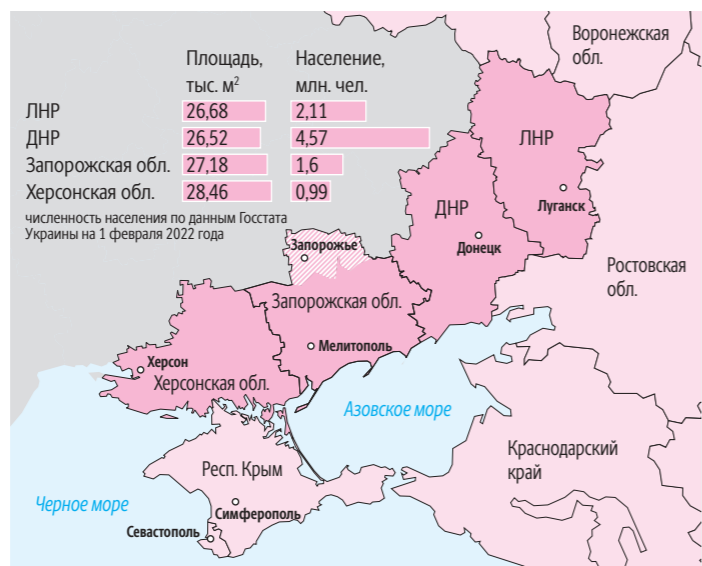 Площадь, Население,
тыс. м² млн. чел.
ЛНР 26,68 2,11
ДНР 26,52 4,57
Запорожская обл. 27,18 1,6
Херсонская обл. 28,46 0,99
численность населения по данным Госстата
Украины на 1 февраля 2022 года
Воронежская
обл.
ЛНР
Луганск
ДНР
Донецк
Запорожье
Ростовская
обл.
Запорожская обл.
Мелитополь
Херсон
Херсонская обл.
Азовское море
Краснодарский
край
Респ. Крым
Черное море
Симферополь
Севастополь